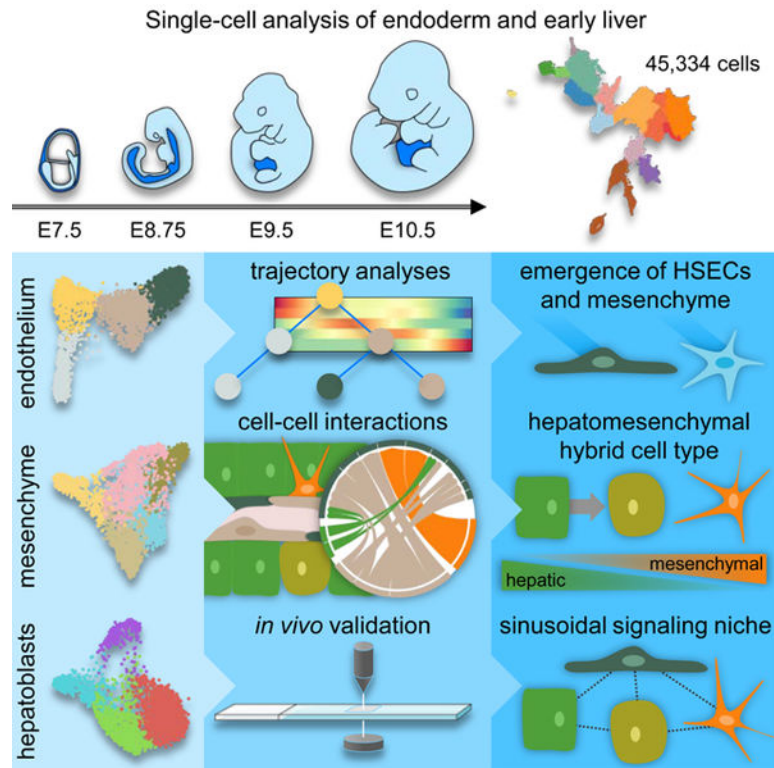 Single-cell analysis of endoderm and early liver
45,334 cells
E7.5
E8.75
E9.5
E10.5
endothelium
trajectory analyses
emergence of HSECs
and mesenchyme
mesenchyme
cell-cell interactions
hepatomesenchymal
hybrid cell type
mesenchymal
hepatic
hepatoblasts
in vivo validation
sinusoidal signaling niche